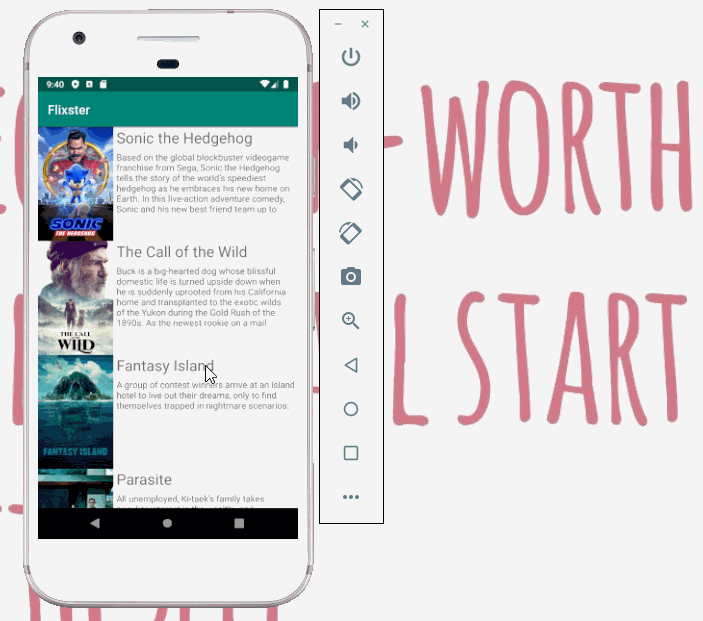 9:40
Flixster
Sonic the Hedgehog
Based on the global blockbuster videogame
franchise from Sega, Sonic the Hedgehog
tells the story of the world's speediest
hedgehog as he embraces his new home on
Earth. In this live-action adventure comedy,
Sonic and his new best friend team up to
SONIC
THE HEDGEHOG
The Call of the Wild
Buck is a big-hearted dog whose blissful
domestic life is turned upside down when
he is suddenly uprooted from his California
home and transplanted to the exotic wilds
of the Yukon during the Gold Rush of the
1890s. As the newest rookie on a mail
THE CALL
OF THE
WILD
Fantasy Island
A group of contest winners arrive at an island
hotel to live out their dreams, only to find
themselves trapped in nightmare scenarios.
FANTASY ISLAND
Parasite
All unemployed, Ki-taek's family takes
-WORTH
L START